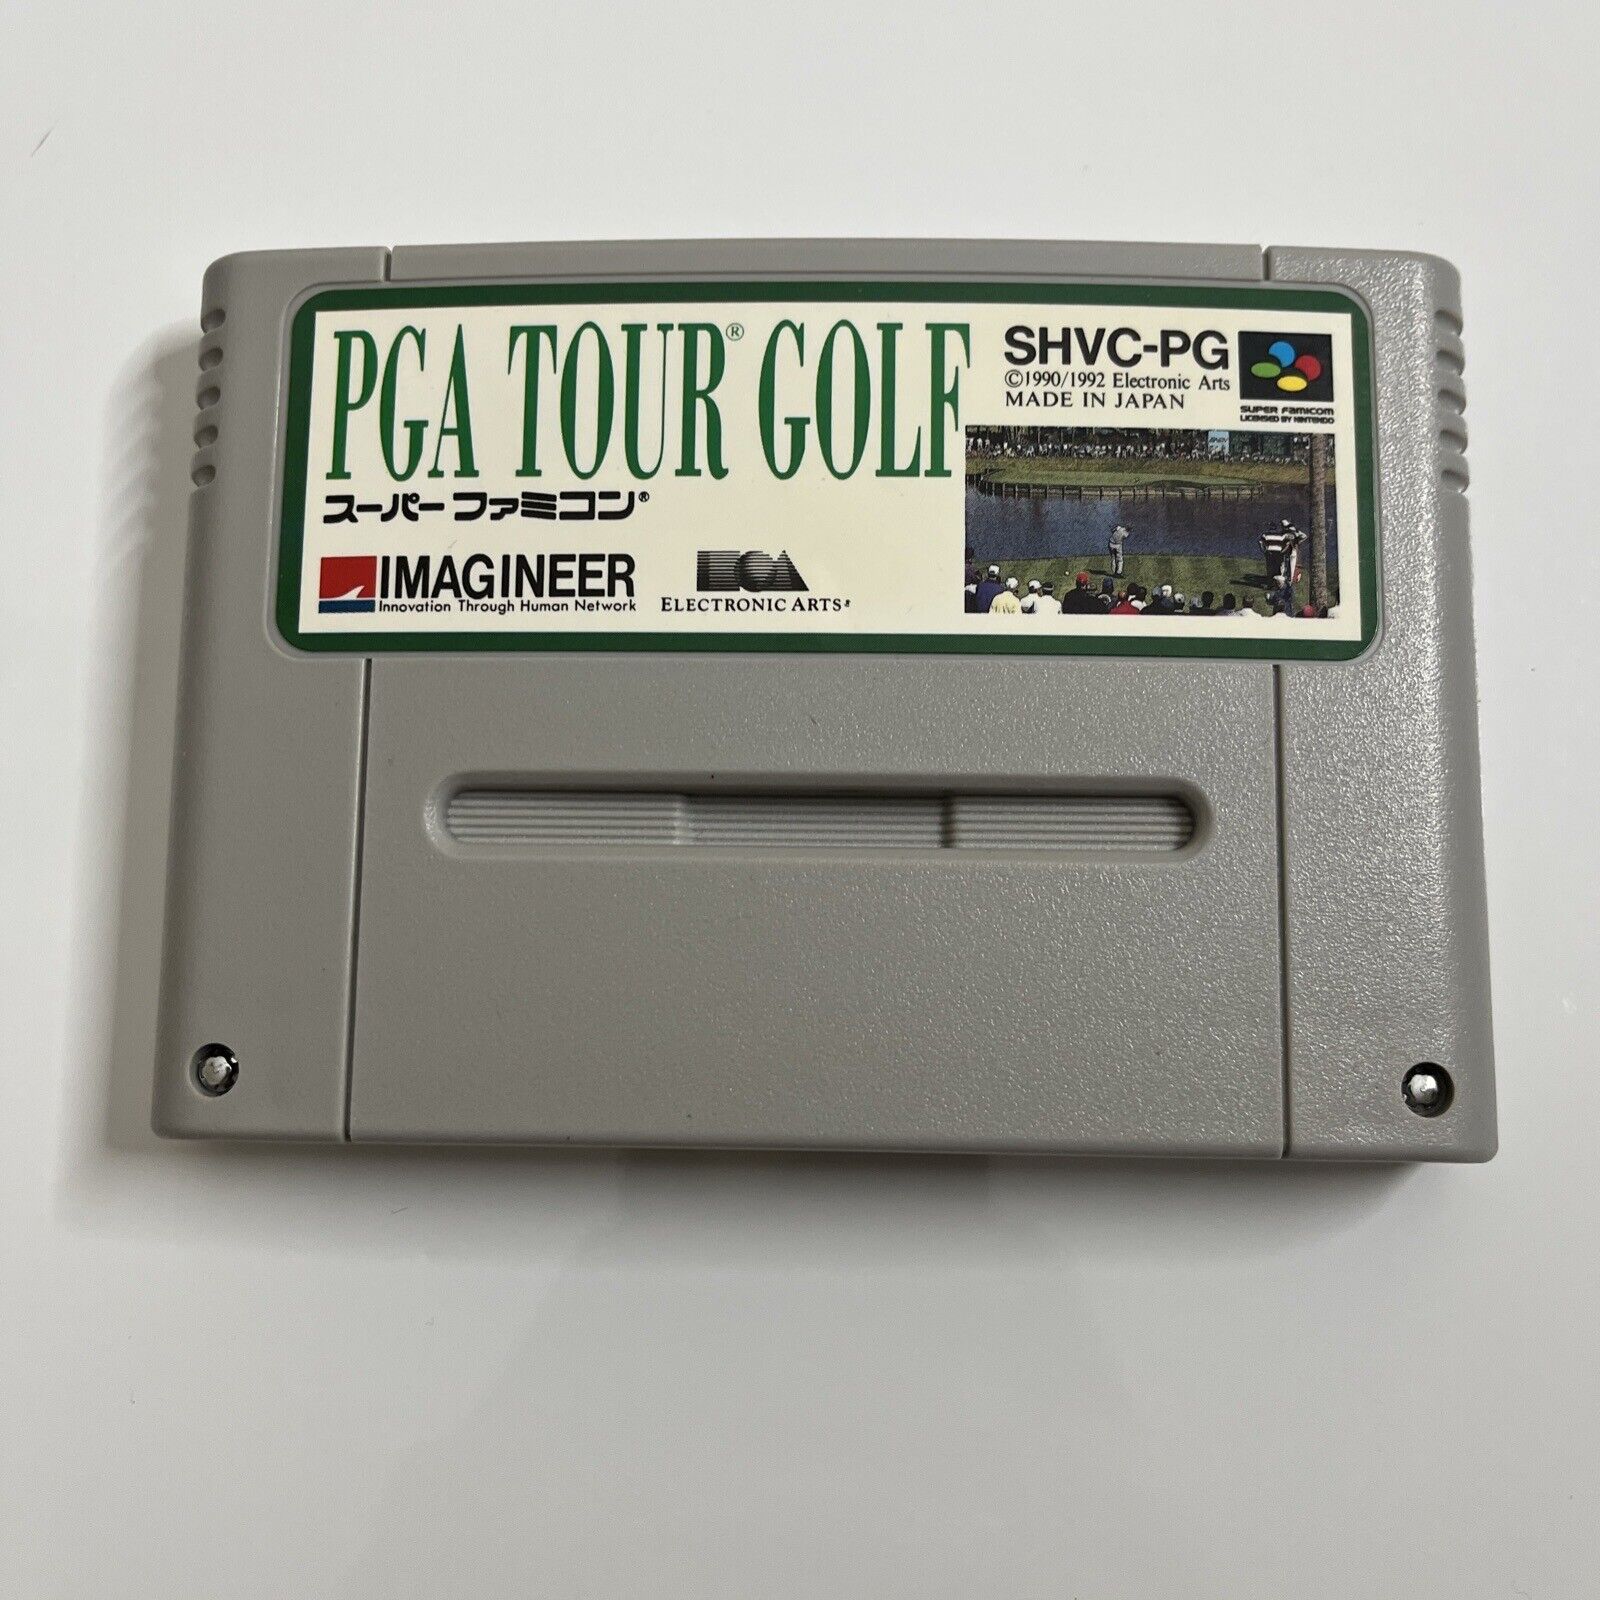 PGA TOUR® GOLF
SHVC-PG
©1990/1992 Electronic Arts
MADE IN JAPAN
SUPER FAMICOM
LICENSED BY NINTENDO
スーパーファミコン®
IMAGINEER
Innovation Through Human Network
EA
ELECTRONIC ARTS®